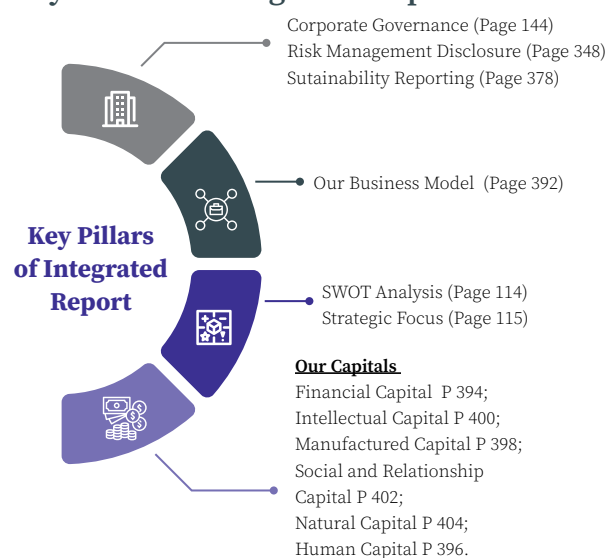 Corporate Governance (Page 144)
Risk Management Disclosure (Page 348)
Sutainability Reporting (Page 378)
Our Business Model (Page 392)
Key Pillars
of Integrated
Report
SWOT Analysis (Page 114)
Strategic Focus (Page 115)
Our Capitals
Financial Capital P 394;
Intellectual Capital P 400;
Manufactured Capital P 398;
Social and Relationship
Capital P 402;
Natural Capital P 404;
Human Capital P 396.